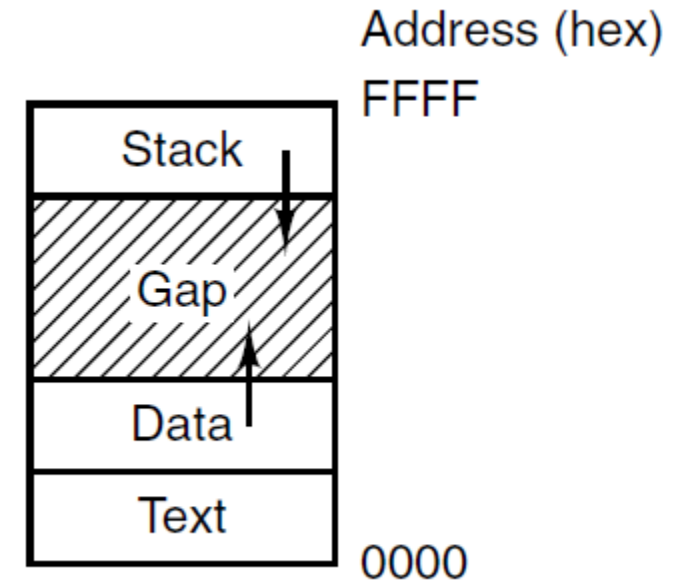 Address (hex)
FFFF
Stack
Gap
Data
Text
0000